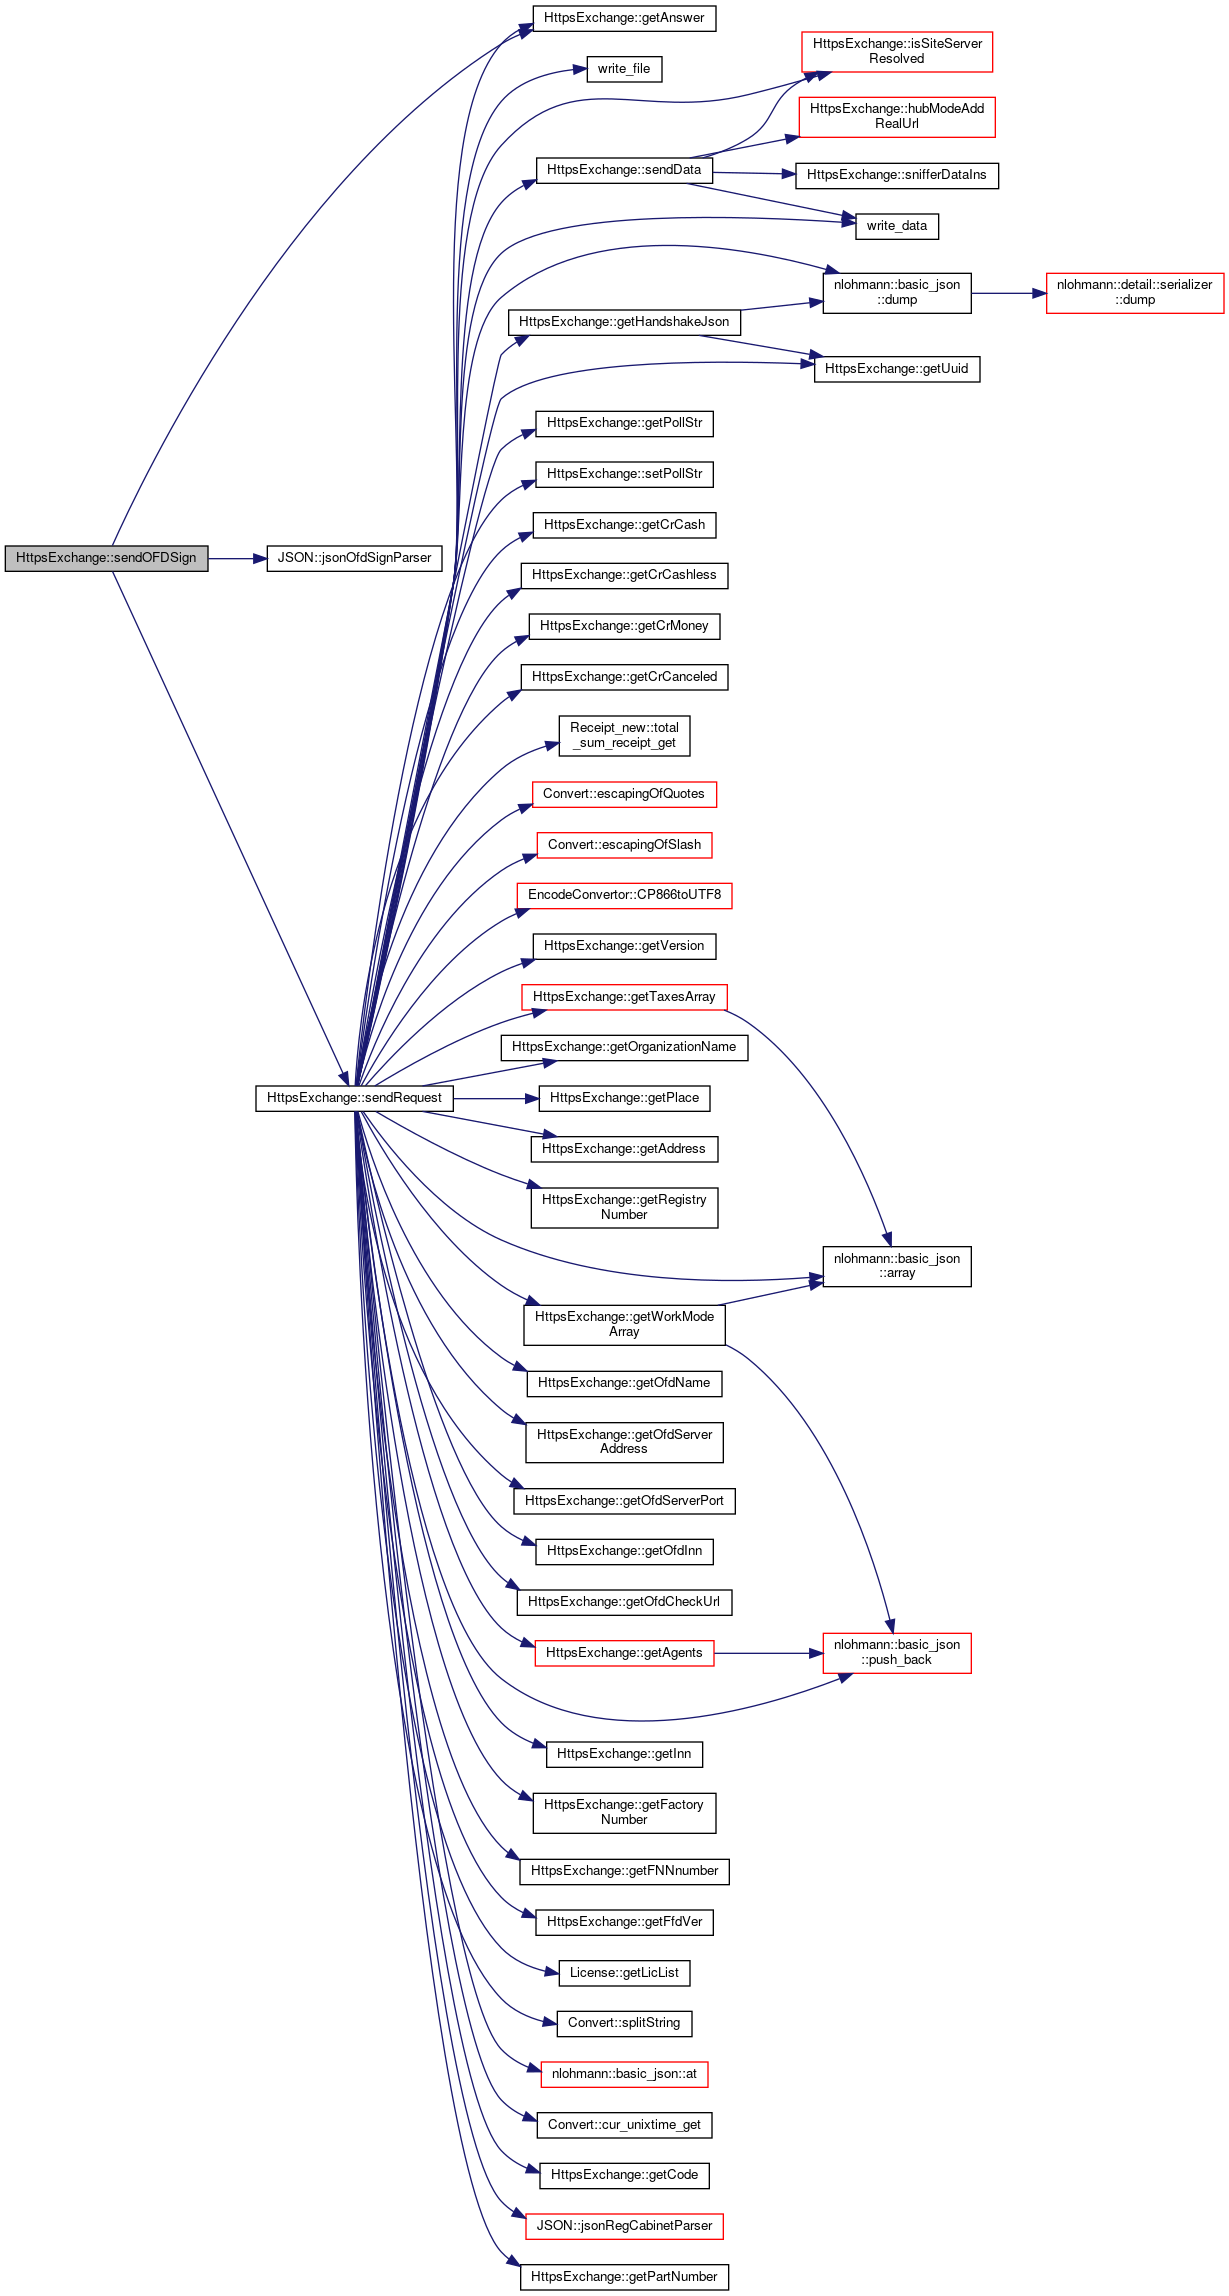 HttpsExchange::getAnswer
HttpsExchange::isSiteServer
Resolved
write_file
HttpsExchange::hubModeAdd
RealUrl
HttpsExchange::sendData
HttpsExchange::snifferDataIns
write_data
nlohmann::basic_json
::dump
nlohmann::detail::serializer
::dump
HttpsExchange::getHandshakeJson
HttpsExchange::getUuid
HttpsExchange::getPollStr
HttpsExchange::setPollStr
HttpsExchange::getCrCash
HttpsExchange::sendOFDSign
JSON::jsonOfdSignParser
HttpsExchange::getCrCashless
HttpsExchange::getCrMoney
HttpsExchange::getCrCanceled
Receipt_new::total
_sum_receipt_get
Convert::escapingOfQuotes
Convert::escapingOfSlash
EncodeConvertor::CP866toUTF8
HttpsExchange::getVersion
HttpsExchange::getTaxesArray
HttpsExchange::getOrganizationName
HttpsExchange::sendRequest
HttpsExchange::getPlace
HttpsExchange::getAddress
HttpsExchange::getRegistry
Number
nlohmann::basic_json
::array
HttpsExchange::getWorkMode
Array
HttpsExchange::getOfdName
HttpsExchange::getOfdServer
Address
HttpsExchange::getOfdServerPort
HttpsExchange::getOfdInn
HttpsExchange::getOfdCheckUrl
HttpsExchange::getAgents
nlohmann::basic_json
::push_back
HttpsExchange::getInn
HttpsExchange::getFactory
Number
HttpsExchange::getFNNnumber
HttpsExchange::getFfdVer
License::getLicList
Convert::splitString
nlohmann::basic_json::at
Convert::cur_unixtime_get
HttpsExchange::getCode
JSON::jsonRegCabinetParser
HttpsExchange::getPartNumber